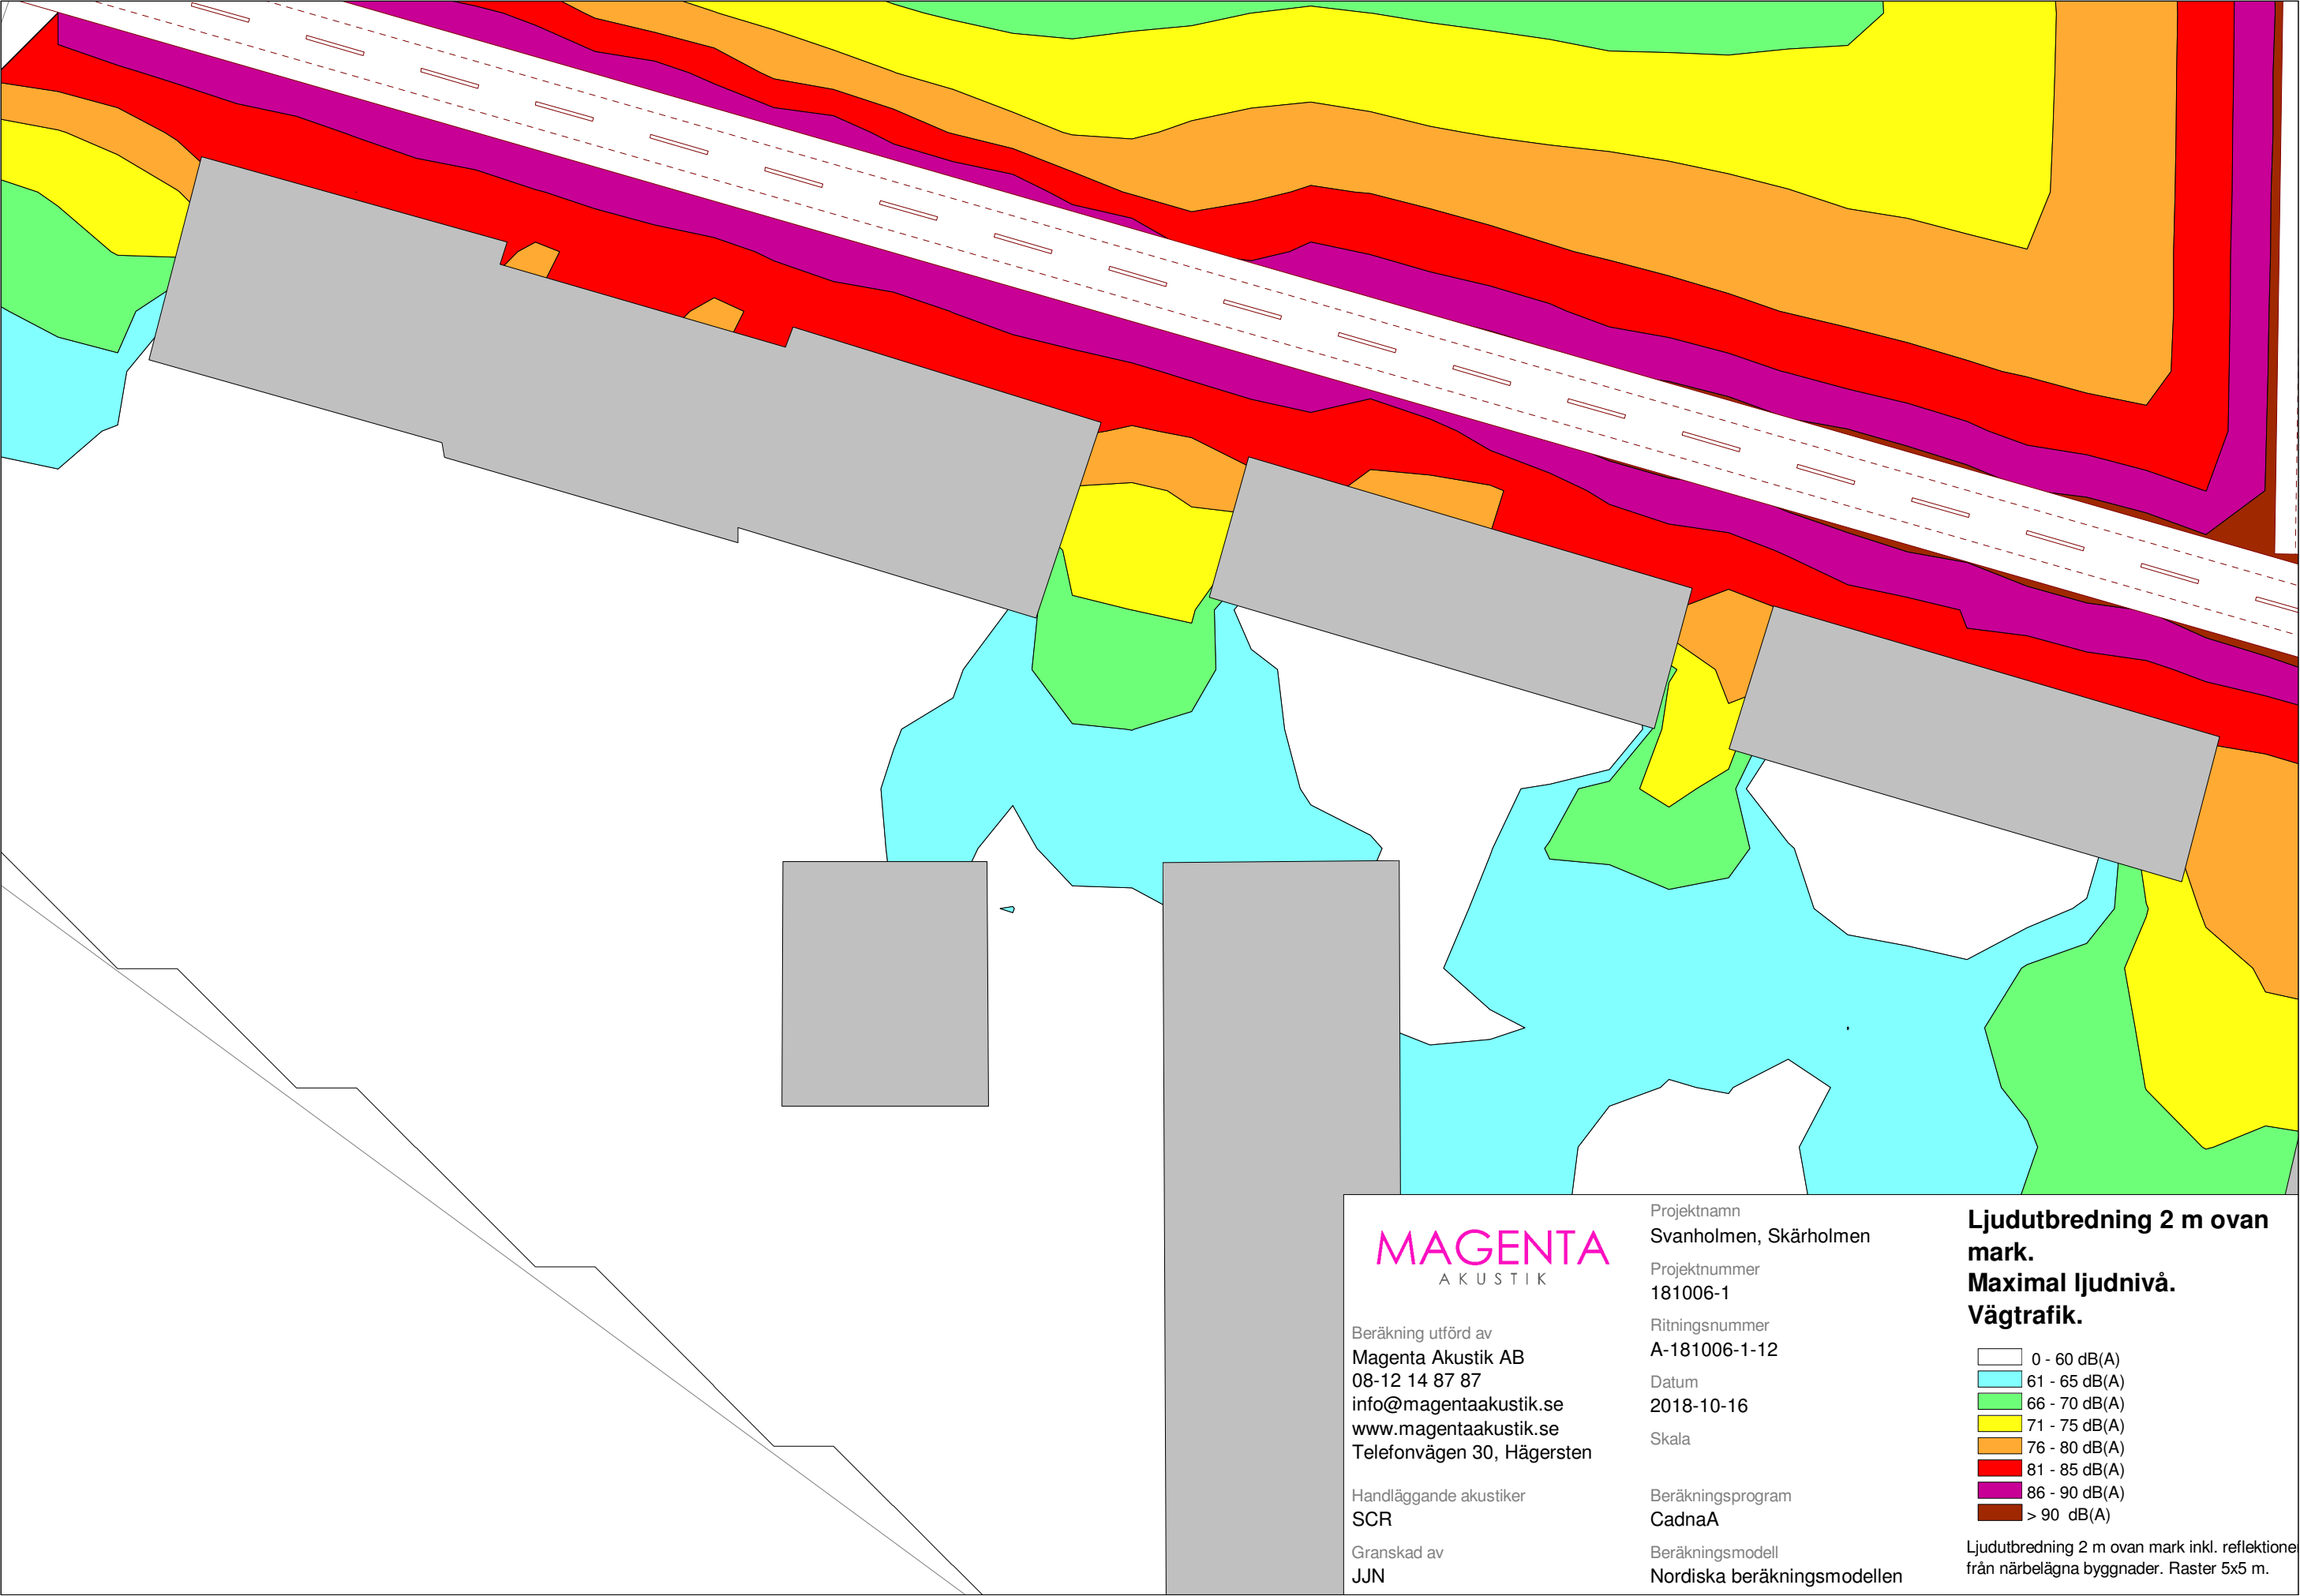 MAGENTA
AKUSTIK
Beräkning utförd av
Magenta Akustik AB
08-12 14 87 87
info@magentaakustik.se
www.magentaakustik.se
Telefonvägen 30, Hägersten
Handläggande akustiker
SCR
Granskad av
JJN
Projektnamn
Svanholmen, Skärholmen
Projektnummer
181006-1
Ritningsnummer
A-181006-1-12
Datum
2018-10-16
Skala
Beräkningsprogram
CadnaA
Beräkningsmodell
Nordiska beräkningsmodellen
Ljudutbredning 2 m ovan
mark.
Maximal ljudnivå.
Vägtrafik.
0 - 60 dB(A)
61 - 65 dB(A)
66 - 70 dB(A)
71 - 75 dB(A)
76 - 80 dB(A)
81 - 85 dB(A)
86 - 90 dB(A)
> 90 dB(A)
Ljudutbredning 2 m ovan mark inkl. reflektione
från närbelägna byggnader. Raster 5x5 m.